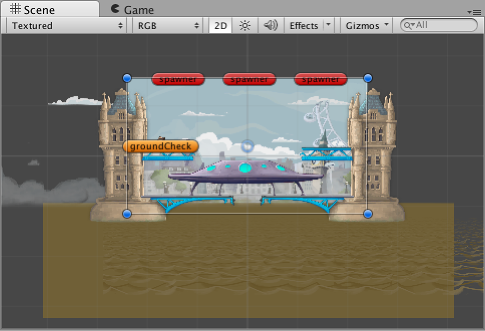 Scene Game
Textured RGB 2D Effects Gizmos All
spawner spawner spawner
groundCheck